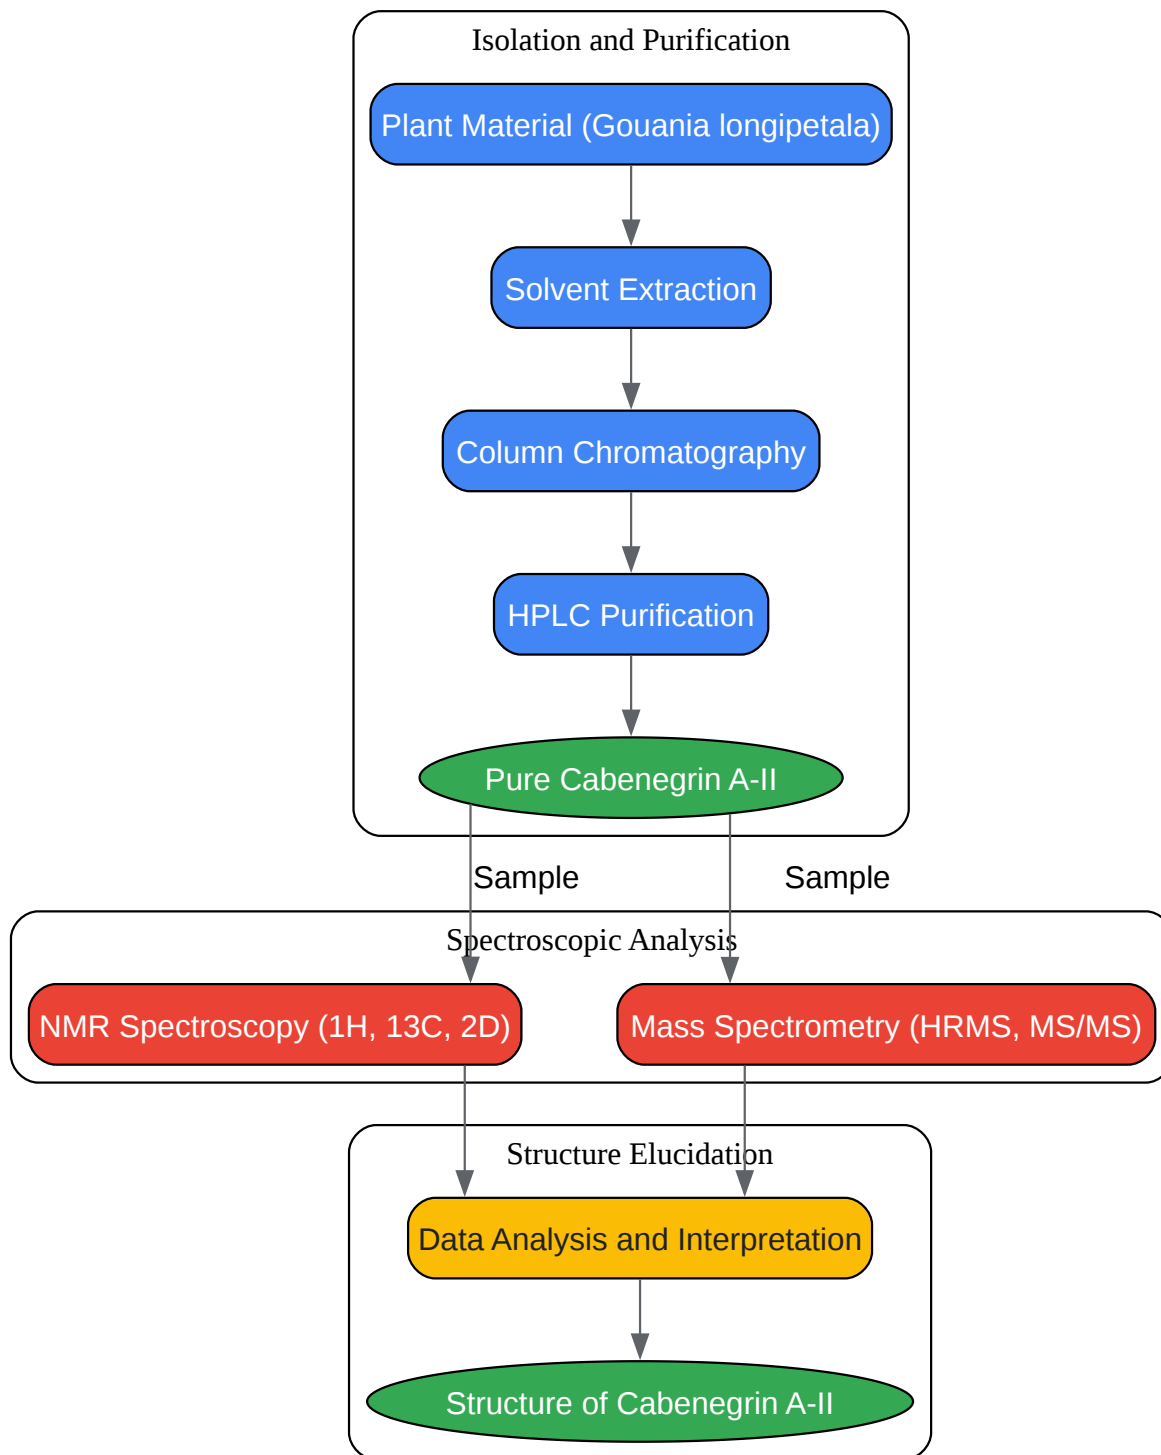 Isolation and Purification
Plant Material (Gouania longipetala)
Solvent Extraction
Column Chromatography
HPLC Purification
Pure Cabenegrin A-II
Sample
Sample
Spectroscopic Analysis
NMR Spectroscopy (1H, 13C, 2D)
Mass Spectrometry (HRMS, MS/MS)
Structure Elucidation
Data Analysis and Interpretation
Structure of Cabenegrin A-II